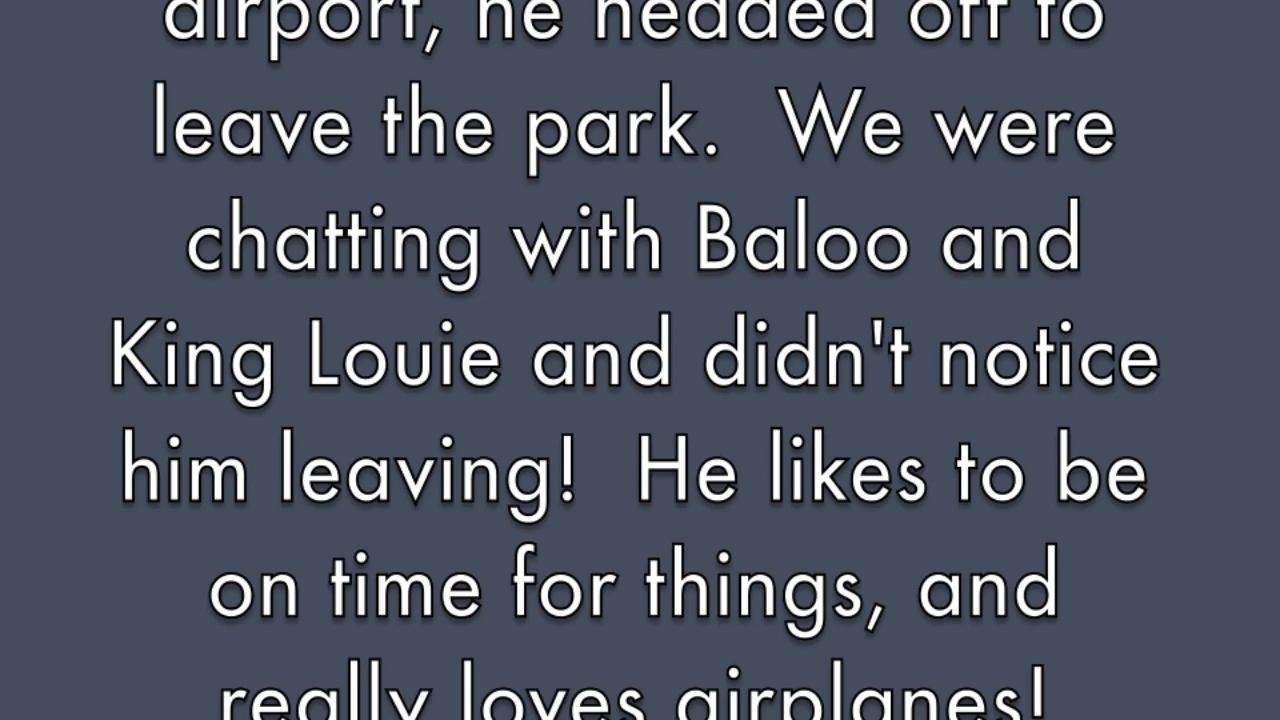 airport, he headed off to
leave the park.  We were
chatting with Baloo and
King Louie and didn't notice
him leaving!  He likes to be
on time for things, and
really loves airplanes!